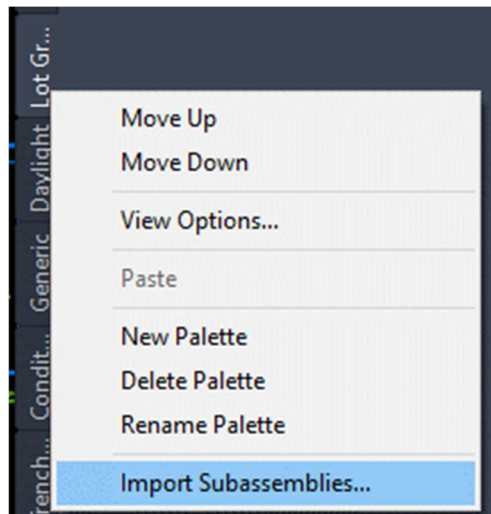 Lot Gr...
Daylight
Generic
Condit...
Move Up
Move Down
View Options...
Paste
New Palette
Delete Palette
Rename Palette
Import Subassemblies...